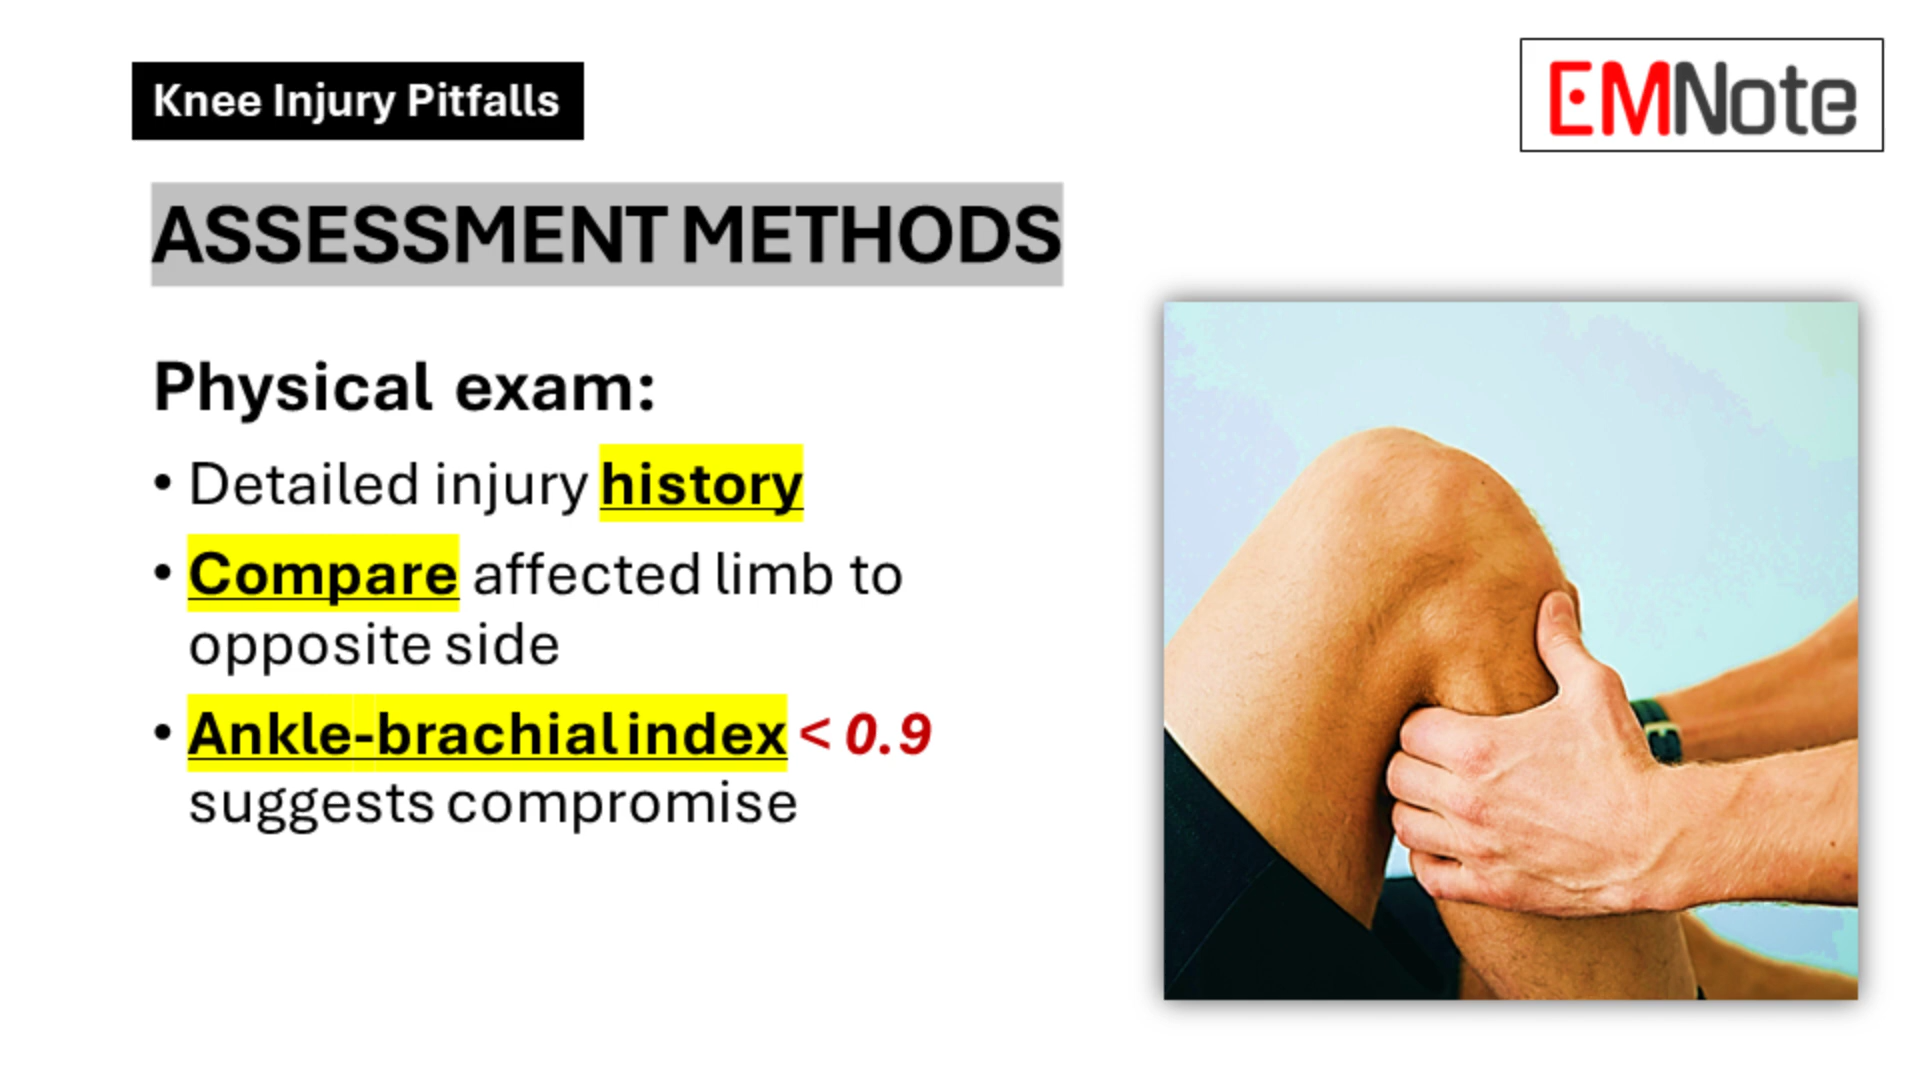 Knee Injury Pitfalls
EMNote
ASSESSMENT METHODS
Physical exam:
• Detailed injury history
• Compare affected limb to
opposite side
• Ankle-brachial index < 0.9
suggests compromise